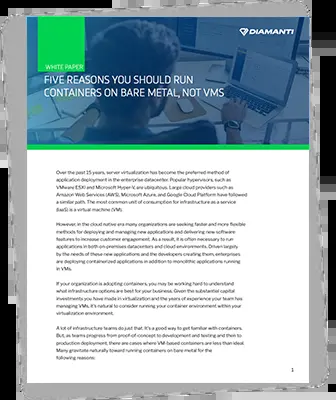 DIAMANTI
WHITE PAPER
FIVE REASONS YOU SHOULD RUN
CONTAINERS ON BARE METAL, NOT VMS
Over the past 15 years, server virtualization has become the preferred method of
application deployment in the enterprise datacenter. Popular hypervisors, such as
VMware ESXi and Microsoft Hyper-V, are ubiquitous. Large cloud providers such as
Amazon Web Services (AWS), Microsoft Azure, and Google Cloud Platform have followed
a similar path. The most common unit of consumption for infrastructure as a service
(IaaS) is a virtual machine (VM).
However, in the cloud native era many organizations are seeking faster and more flexible
methods for deploying and managing new applications and delivering new software
features to increase customer engagement. As a result, it is often necessary to run
applications in both on-premises datacenters and cloud environments. Driven largely
by the needs of these new applications and the developers creating them, enterprises
are deploying containerized applications in addition to monolithic applications running
in VMs.
If your organization is adopting containers, you may be working hard to understand
what infrastructure options are best for your business. Given the substantial capital
investments you have made in virtualization and the years of experience your team has
managing VMs, it's natural to consider running your container environment within your
virtualization environment.
A lot of infrastructure teams do just that. It's a good way to get familiar with containers.
But, as teams progress from proof-of-concept to development and testing and then to
production deployment, there are cases where VM-based containers are less than ideal.
Many gravitate naturally toward running containers on bare metal for the
following reasons:
1